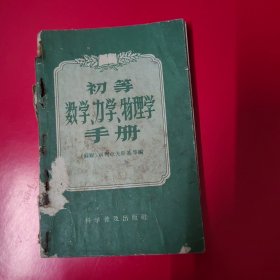 初等
数学、力学、物理学
手册
科学普及出版社